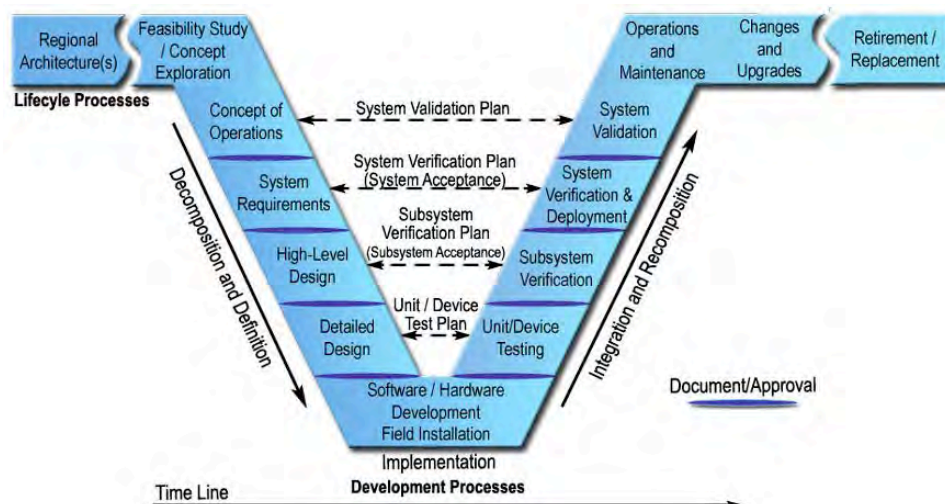 Regional
Architecture(s)
Feasibility Study
/ Concept
Exploration
Operations
and
Maintenance
Changes
and
Upgrades
Retirement /
Replacement
Lifecyle Processes
Concept of
Operations
System Validation Plan
System
Validation
System
Requirements
System Verification Plan
(System Acceptance)
System
Verification &
Deployment
High-Level
Design
Subsystem
Verification Plan
(Subsystem Acceptance)
Subsystem
Verification
Detailed
Design
Unit / Device
Test Plan
Unit/Device
Testing
Decomposition and Definition
Integration and Recomposition
Software / Hardware
Development
Field Installation
Document/Approval
Implementation
Development Processes
Time Line